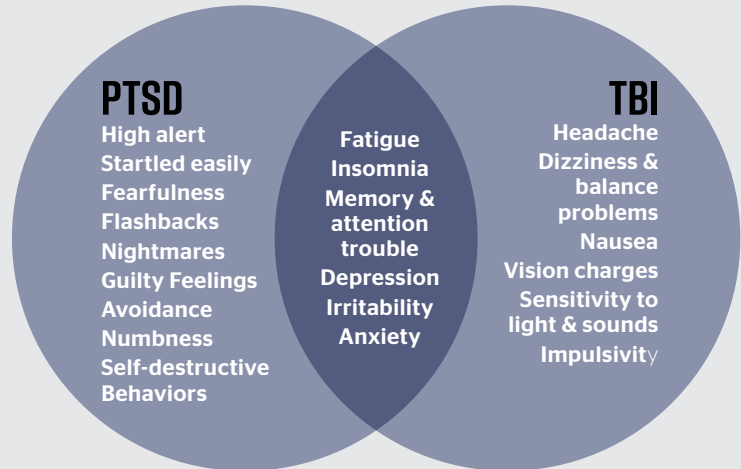 PTSD
High alert
Startled easily
Fearfulness
Flashbacks
Nightmares
Guilty Feelings
Avoidance
Numbness
Self-destructive
Behaviors
Fatigue
Insomnia
Memory &
attention
trouble
Depression
Irritability
Anxiety
TBI
Headache
Dizziness &
balance
problems
Nausea
Vision charges
Sensitivity to
light & sounds
Impulsivity